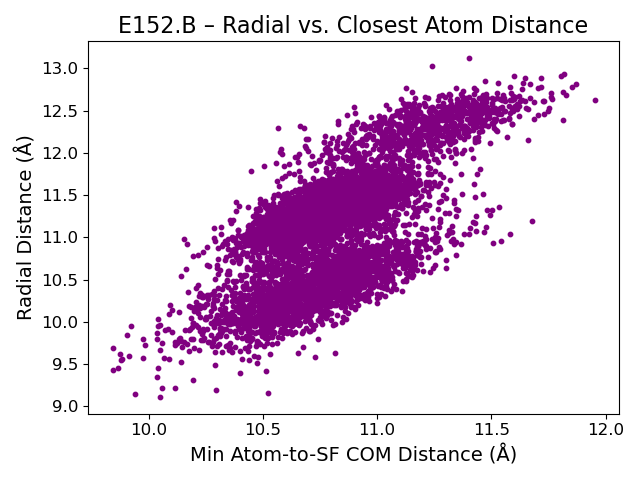 E152.B – Radial vs. Closest Atom Distance
Radial Distance (Å)
13.0
12.5
12.0
11.5
11.0
10.5
10.0
9.5
9.0
10.0 10.5 11.0 11.5 12.0
Min Atom-to-SF COM Distance (Å)